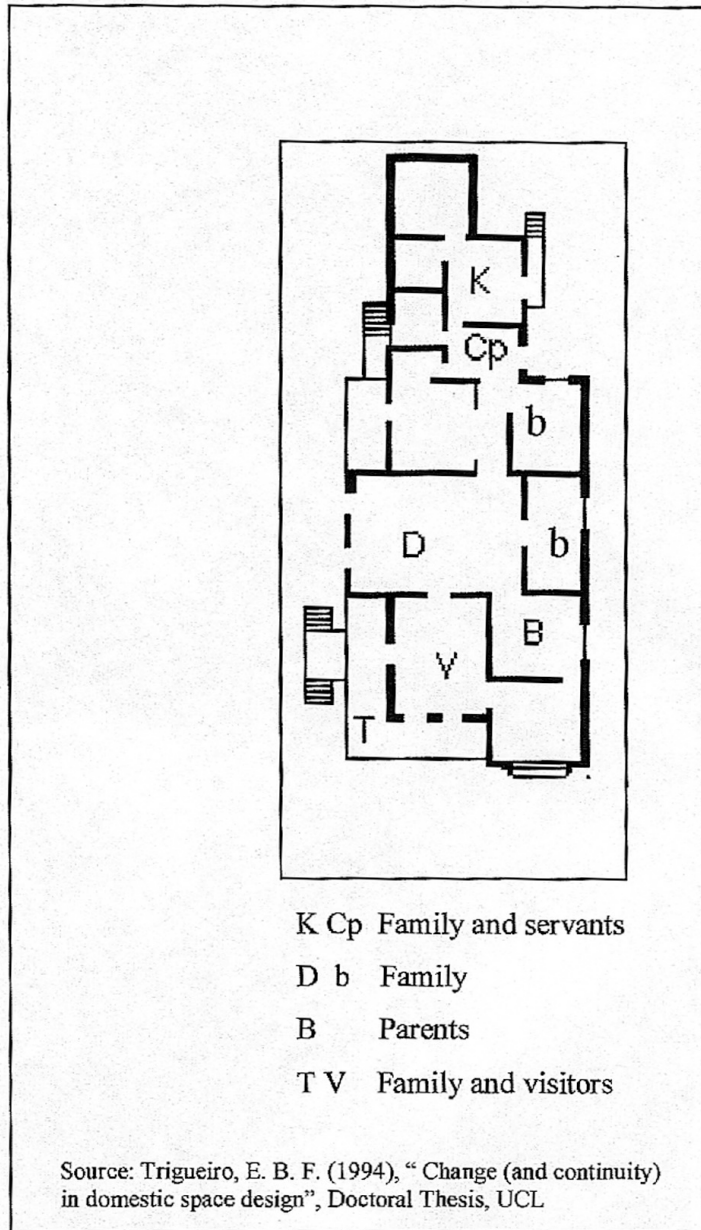 K
Cp
b
D
b
B
V
T
K Cp Family and servants
D b Family
B Parents
T V Family and visitors
Source: Trigueiro, E. B. F. (1994), “ Change (and continuity)
in domestic space design”, Doctoral Thesis, UCL